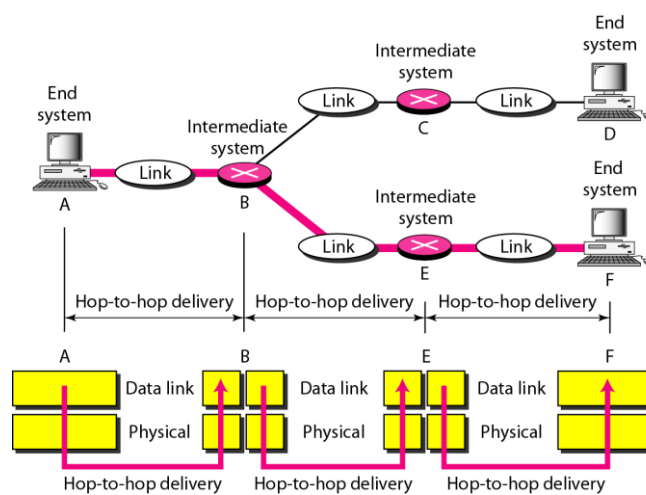 End
system
Intermediate
system
Link
Link
C
D
End
system
Intermediate
system
Link
A
B
Intermediate
system
End
system
Link
Link
E
F
Hop-to-hop delivery
Hop-to-hop delivery
Hop-to-hop delivery
A
B
E
F
Data link
Data link
Data link
Physical
Physical
Physical
Hop-to-hop delivery
Hop-to-hop delivery
Hop-to-hop delivery